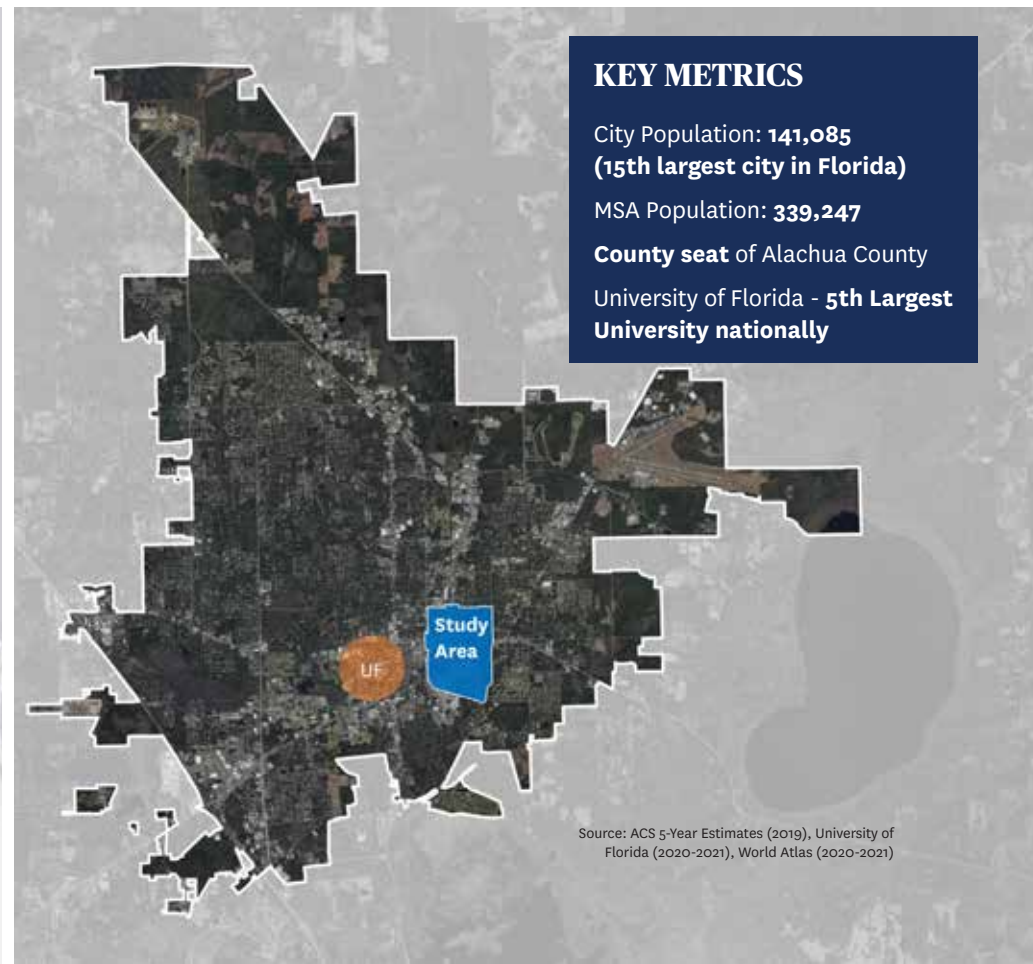 KEY METRICS
City Population: 141,085
(15th largest city in Florida)
MSA Population: 339,247
County seat of Alachua County
University of Florida - 5th Largest
University nationally
Study
Area
UF
Source: ACS 5-Year Estimates (2019), University of
Florida (2020-2021), World Atlas (2020-2021)